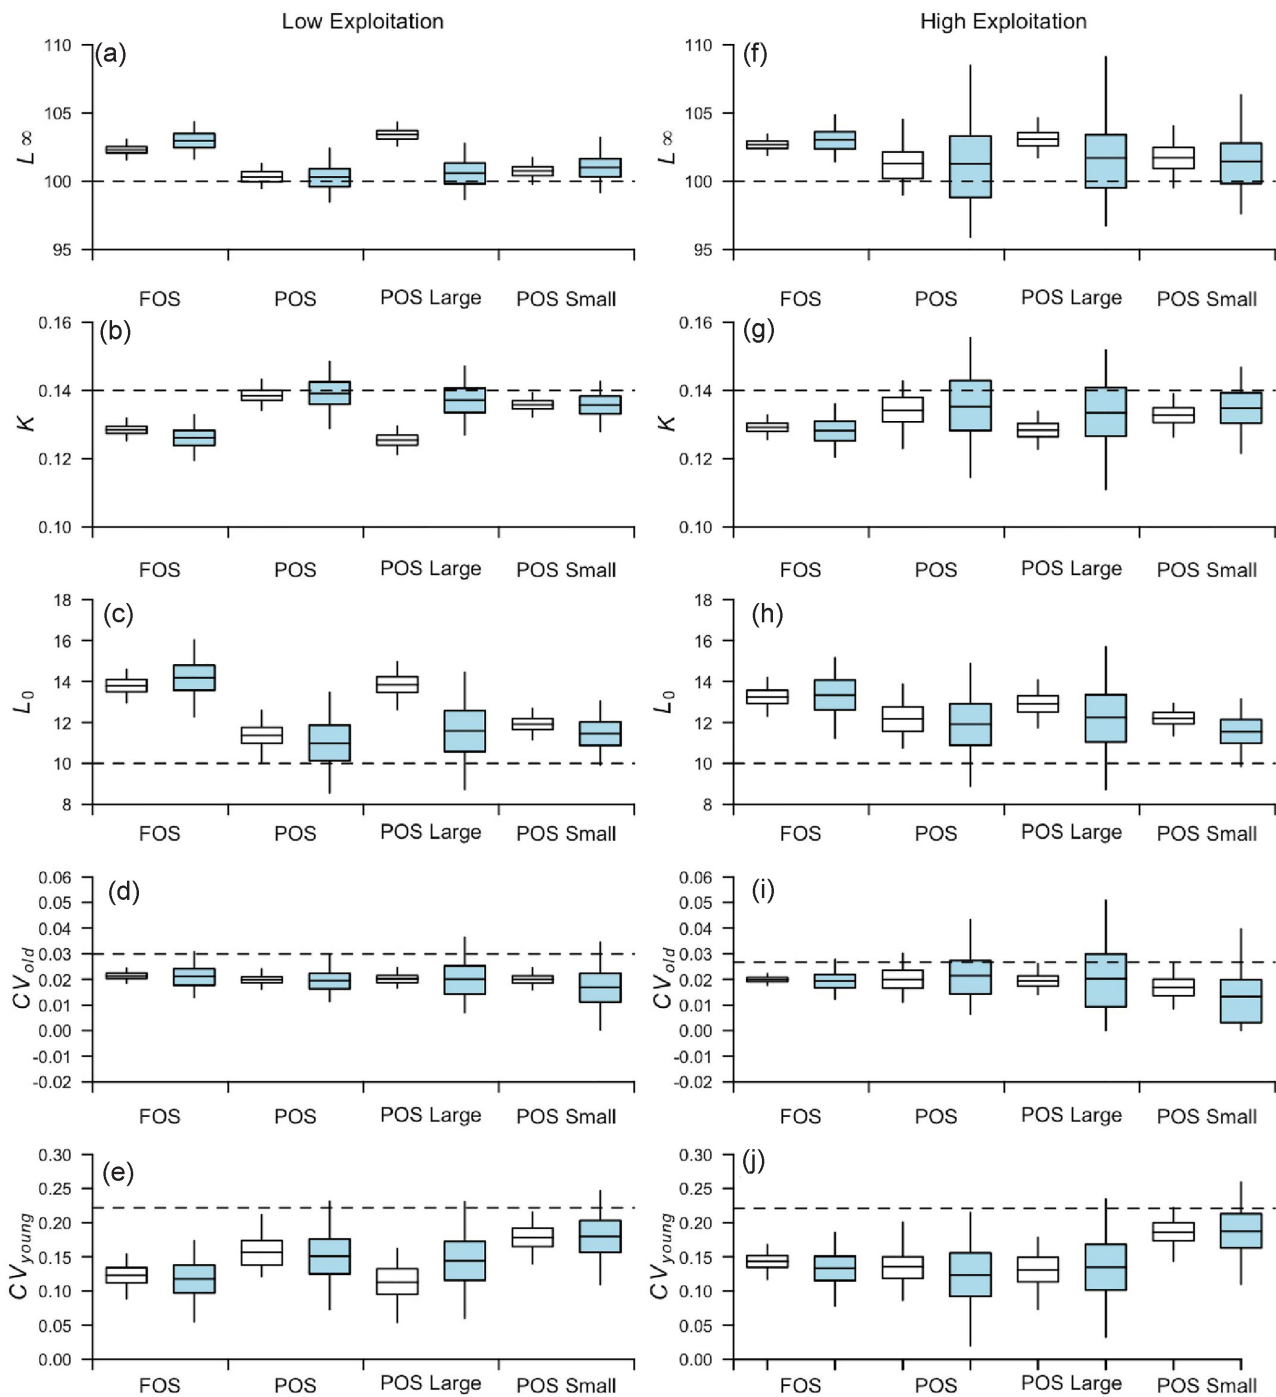 Low Exploitation
High Exploitation
(a)
110
105
100
95
L ∞
FOS POS POS Large POS Small
(f)
110
105
100
95
L ∞
FOS POS POS Large POS Small
(b)
0.16
0.14
0.12
0.10
K
FOS POS POS Large POS Small
(g)
0.16
0.14
0.12
0.10
K
FOS POS POS Large POS Small
(c)
18
16
14
12
10
8
L0
FOS POS POS Large POS Small
(h)
18
16
14
12
10
8
L0
FOS POS POS Large POS Small
(d)
0.06
0.05
0.04
0.03
0.02
0.01
0.00
-0.01
-0.02
CVold
FOS POS POS Large POS Small
(i)
0.06
0.05
0.04
0.03
0.02
0.01
0.00
-0.01
-0.02
CVold
FOS POS POS Large POS Small
(e)
0.30
0.25
0.20
0.15
0.10
0.05
0.00
CVyoung
FOS POS POS Large POS Small
(j)
0.30
0.25
0.20
0.15
0.10
0.05
0.00
CVyoung
FOS POS POS Large POS Small